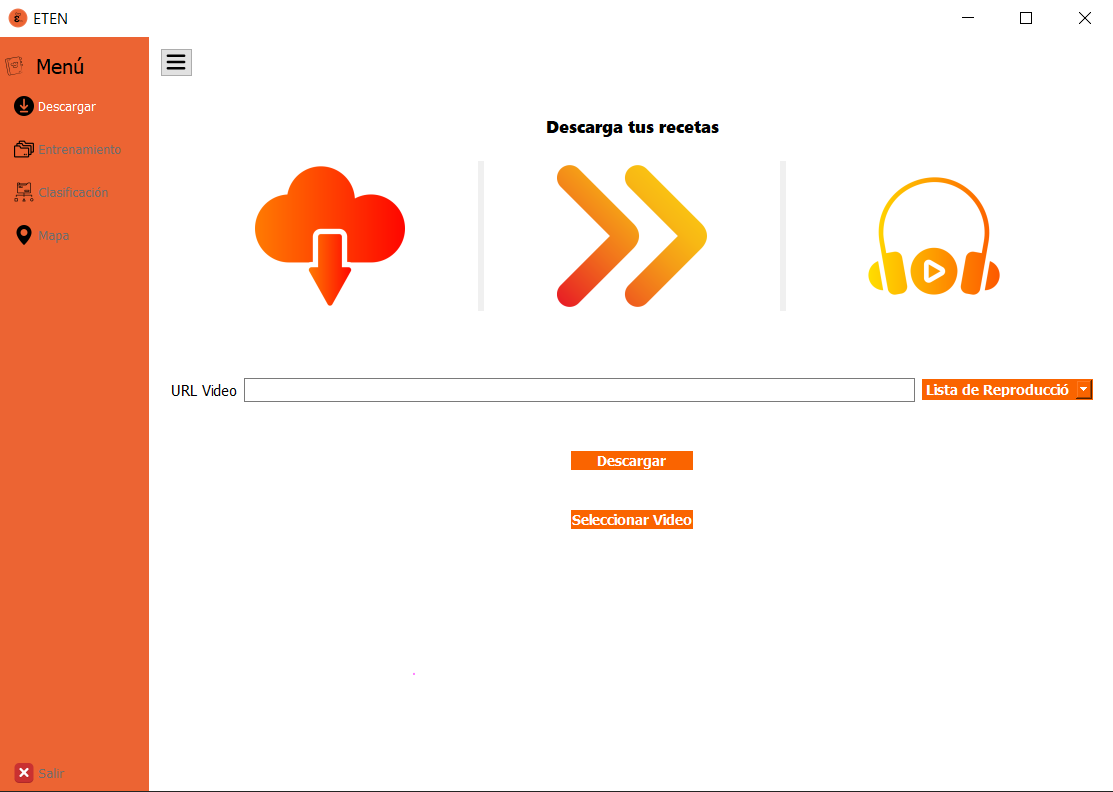 ETEN
Menú
Descargar
Entrenamiento
Clasificación
Mapa
Salir
Descarga tus recetas
URL Video
Lista de Reproducció
Descargar
Seleccionar Video